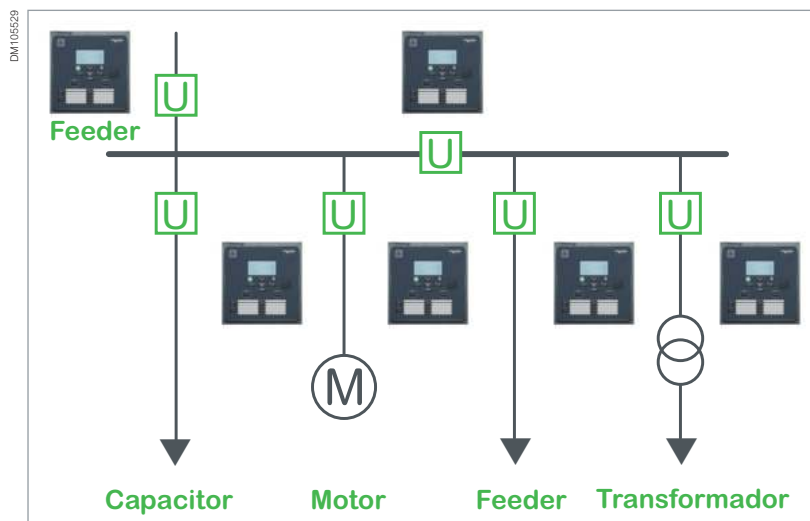 DM105529
U
Feeder
U
U
U
U
U
M
Capacitor
Motor
Feeder
Transformador